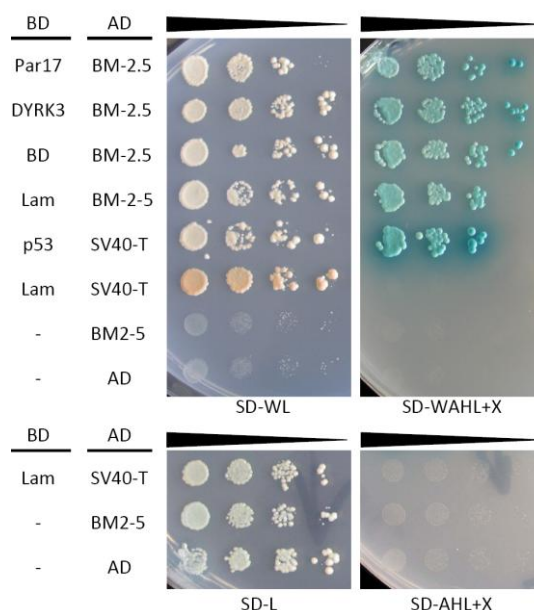 BD AD
Par17 BM-2.5
DYRK3 BM-2.5
BD BM-2.5
Lam BM-2-5
p53 SV40-T
Lam SV40-T
- BM2-5
- AD
SD-WL SD-WAHL+X
BD AD
Lam SV40-T
- BM2-5
- AD
SD-L SD-AHL+X